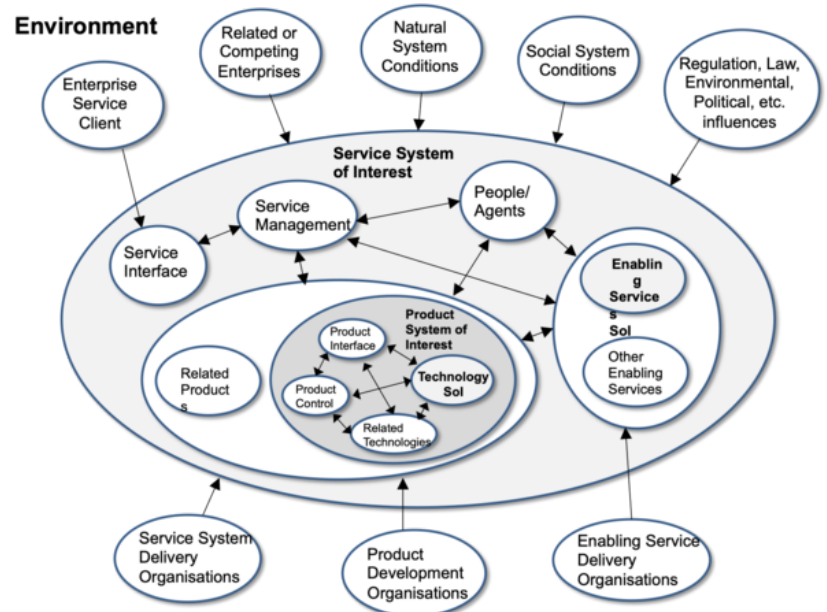 Environment
Related or
Competing
Enterprises
Natural
System
Conditions
Social System
Conditions
Regulation, Law,
Environmental,
Political, etc.
influences
Enterprise
Service
Client
Service System
of Interest
Service
Management
People/
Agents
Service
Interface
Enablin
g
Service
s
SoI
Other
Enabling
Services
Product
System of
Interest
Product
Interface
Technology
SoI
Product
Control
Related
Technologies
Related
Product
s
Service System
Delivery
Organisations
Product
Development
Organisations
Enabling Service
Delivery
Organisations